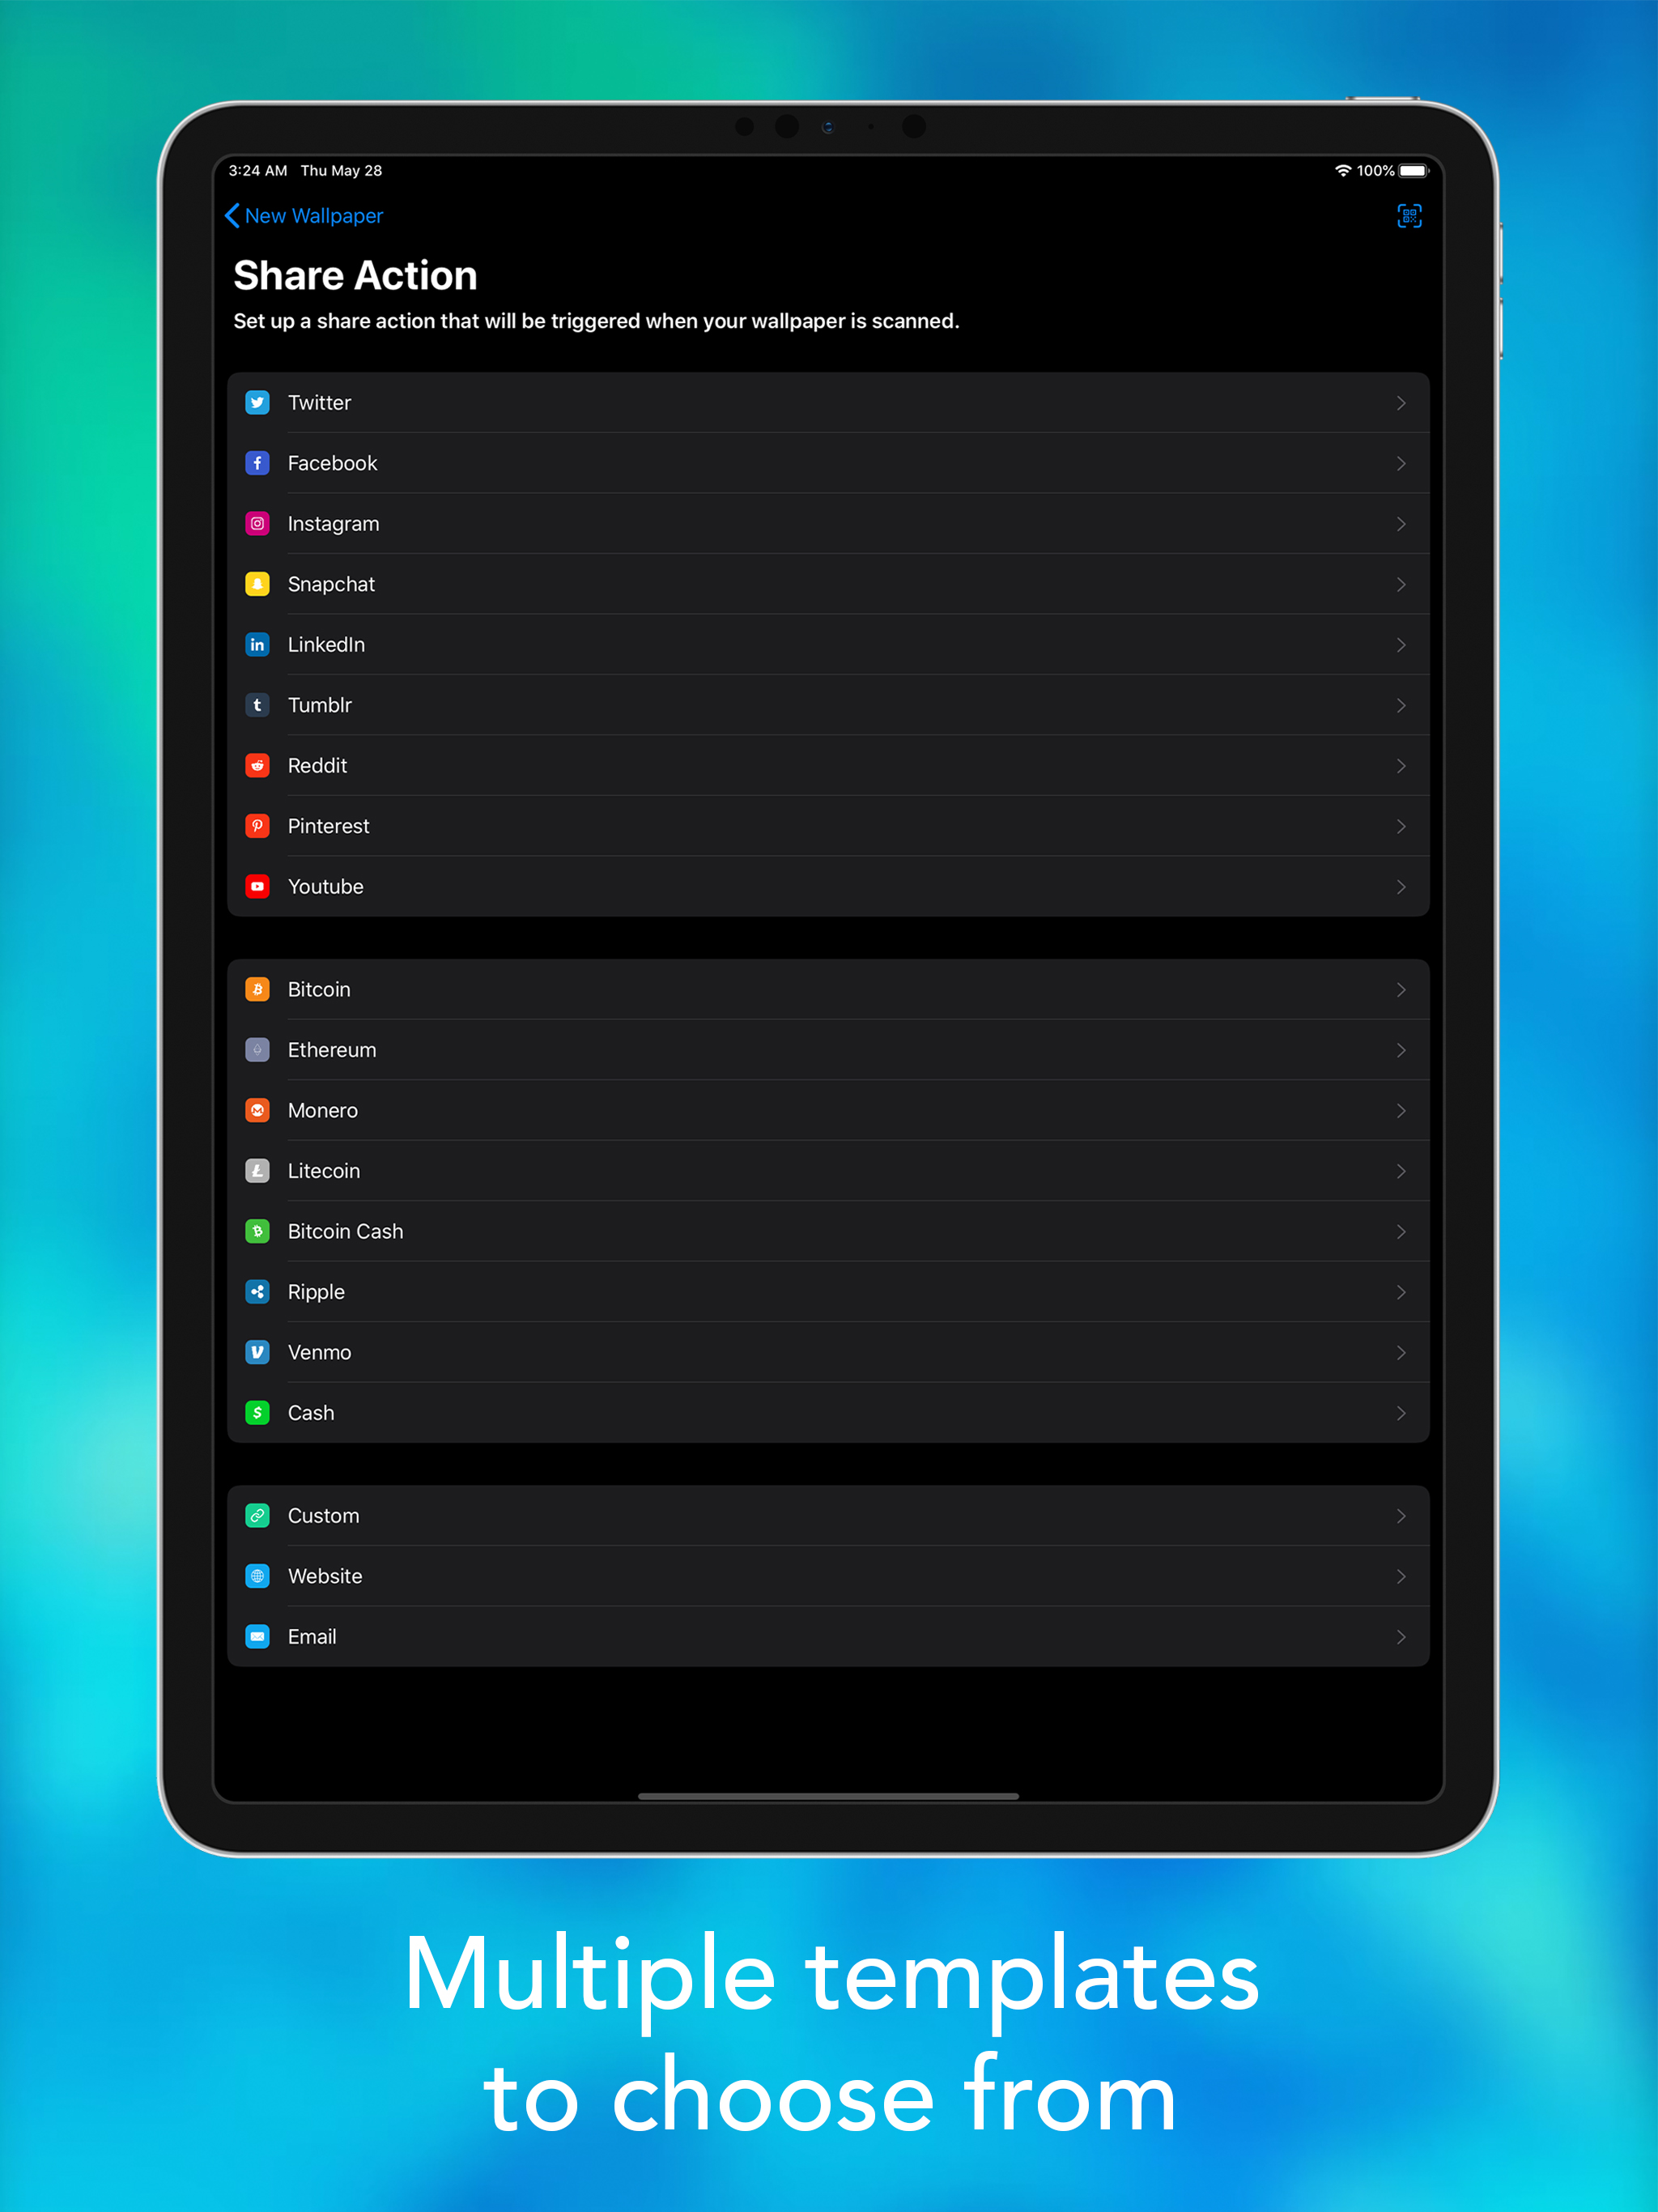 3:24 AM Thu May 28 100%
New Wallpaper
Share Action
Set up a share action that will be triggered when your wallpaper is scanned.
Twitter
Facebook
Instagram
Snapchat
LinkedIn
Tumblr
Reddit
Pinterest
Youtube
Bitcoin
Ethereum
Monero
Litecoin
Bitcoin Cash
Ripple
Venmo
Cash
Custom
Website
Email
Multiple templates
to choose from